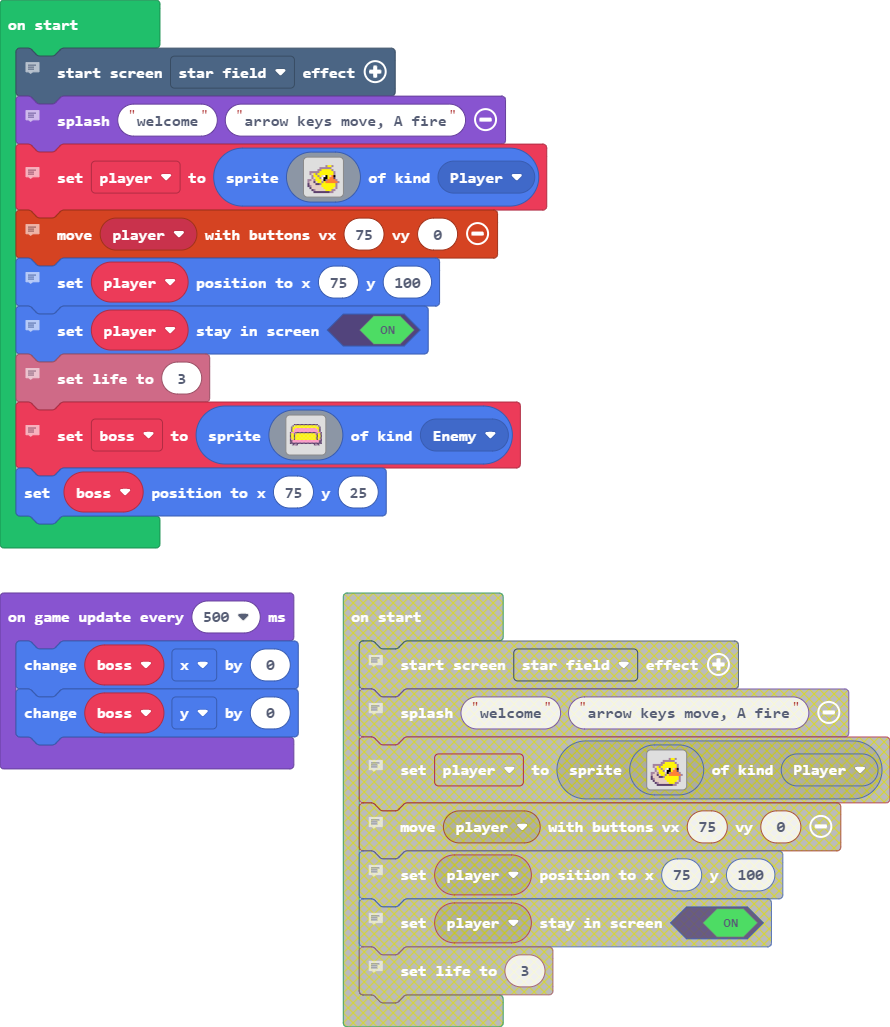 on start
start screen star field effect
splash "welcome" "arrow keys move, A fire"
set player to sprite of kind Player
move player with buttons vx 75 vy 0
set player position to x 75 y 100
set player stay in screen ON
set life to 3
set boss to sprite of kind Enemy
set boss position to x 75 y 25
on game update every 500 ms
change boss x by 0
change boss y by 0
on start
start screen star field effect
splash "welcome" "arrow keys move, A fire"
set player to sprite of kind Player
move player with buttons vx 75 vy 0
set player position to x 75 y 100
set player stay in screen ON
set life to 3